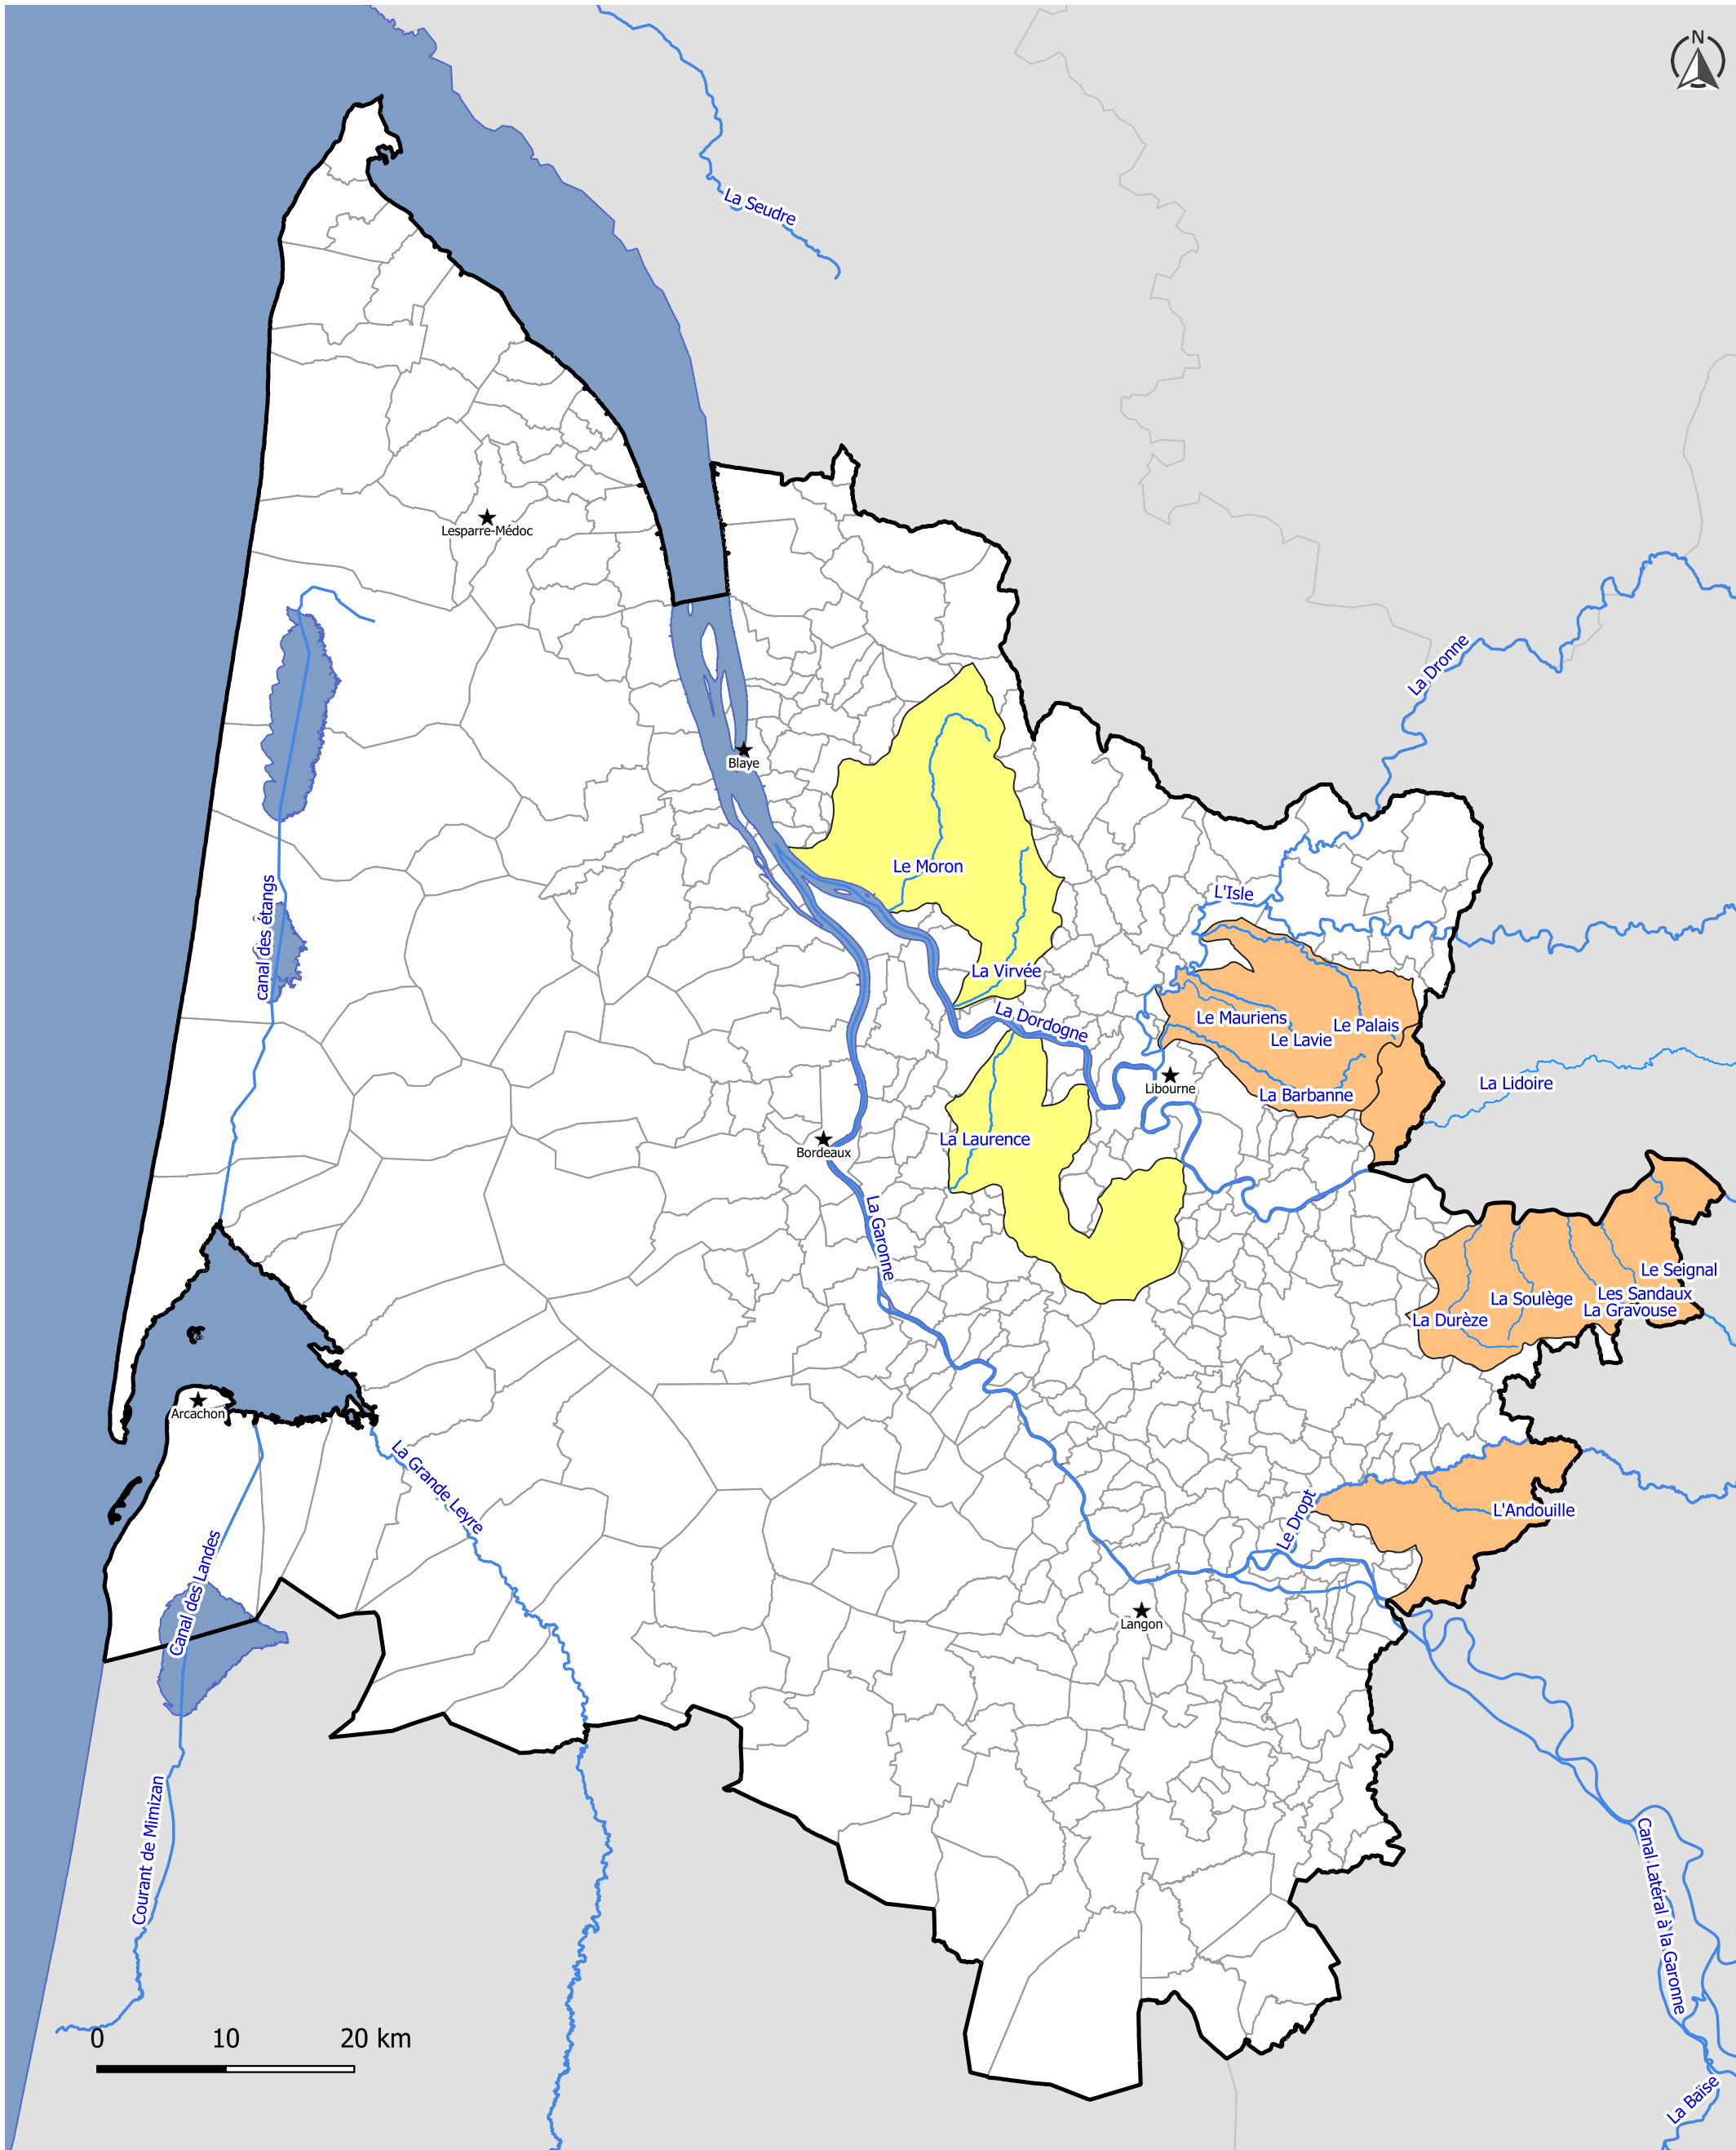 N
La Seudre
Lesparre-Médoc
La Dronne
Blaye
Le Moron
L'Isle
canal des Étangs
La Virvée
La Dordogne
Le Mauriens
Le Palais
Le Lavie
La Lidoire
Libourne
La Barbanne
La Laurence
Bordeaux
La Garonne
Le Seignal
Les Sandaux
La Soulège
La Gravouse
La Durèze
Arcachon
La Grande Leyre
Le Dropt
L'Andouille
Canal des Landes
Langon
Courant de Mimizan
Canal Latéral à la Garonne
0 10 20 km
La Baïse